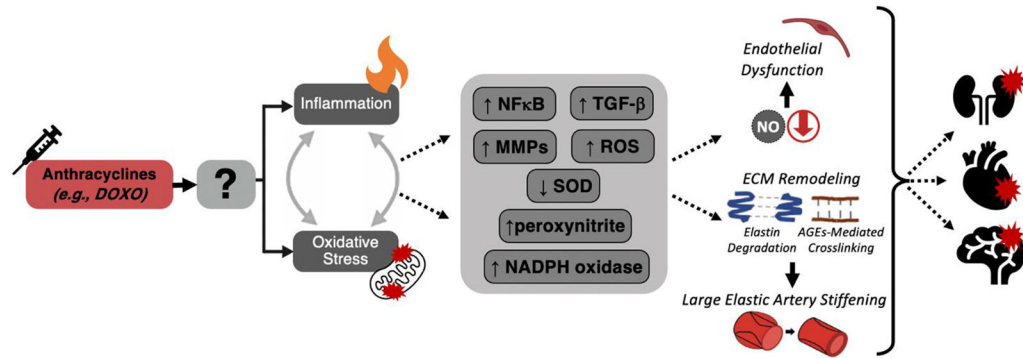 Anthracyclines
(e.g., DOXO)
?
Inflammation
Oxidative
Stress
↑ NFκB
↑ TGF-β
↑ MMPs
↑ ROS
↓ SOD
↑peroxynitrite
↑ NADPH oxidase
Endothelial
Dysfunction
NO
ECM Remodeling
Elastin
Degradation
AGEs-Mediated
Crosslinking
Large Elastic Artery Stiffening